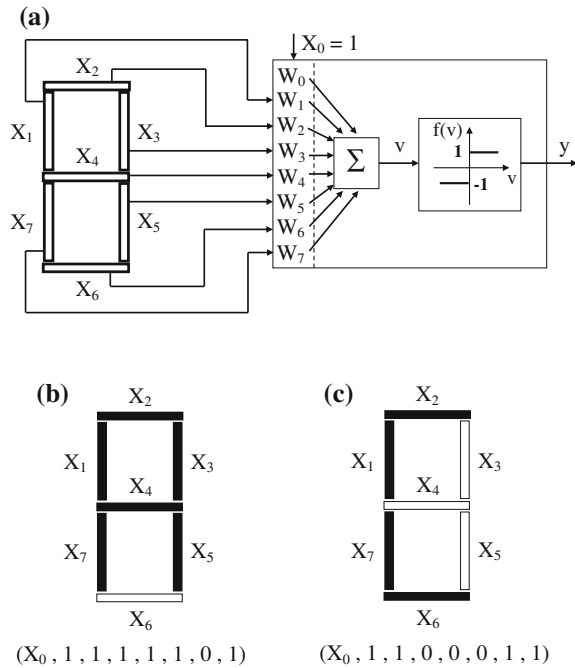 (a)
X₀ = 1
X₂
W₀
X₁
X₃
W₁
W₂
f(v)
X₄
W₃
Σ
v
1
y
W₄
-1
v
X₇
X₅
W₅
W₆
X₆
W₇
(b)
X₂
X₁
X₃
X₄
X₇
X₅
X₆
(X₀ , 1 , 1 , 1 , 1 , 1 , 0 , 1)
(c)
X₂
X₁
X₃
X₄
X₇
X₅
X₆
(X₀ , 1 , 1 , 0 , 0 , 0 , 1 , 1)